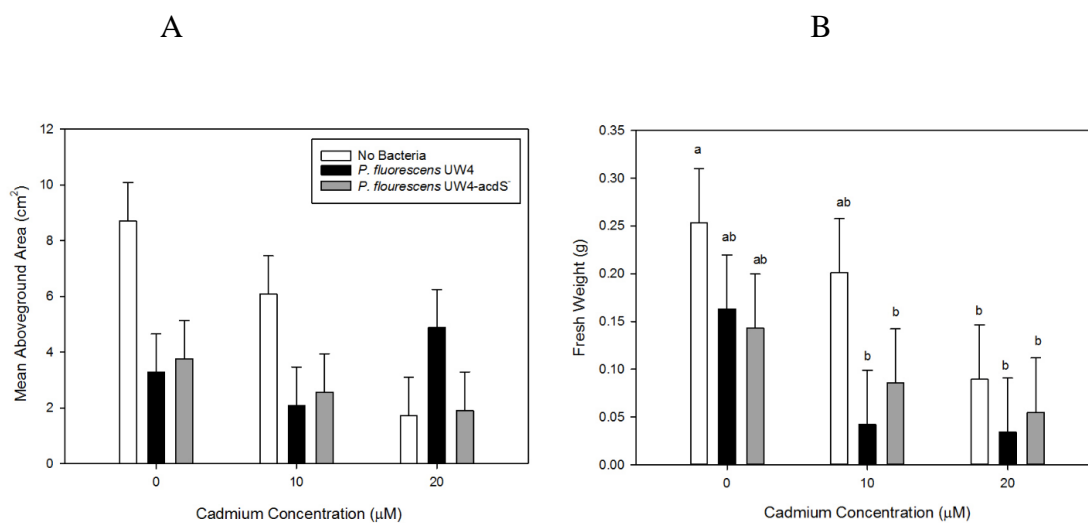 A
B
12
10
8
6
4
2
0
Mean Aboveground Area (cm²)
No Bacteria
P. fluorescens UW4
P. flourescens UW4-acdS⁻
0
10
20
Cadmium Concentration (μM)
0.35
0.30
0.25
0.20
0.15
0.10
0.05
0.00
Fresh Weight (g)
a
ab
ab
ab
b
b
b
b
b
0
10
20
Cadmium Concentration (μM)